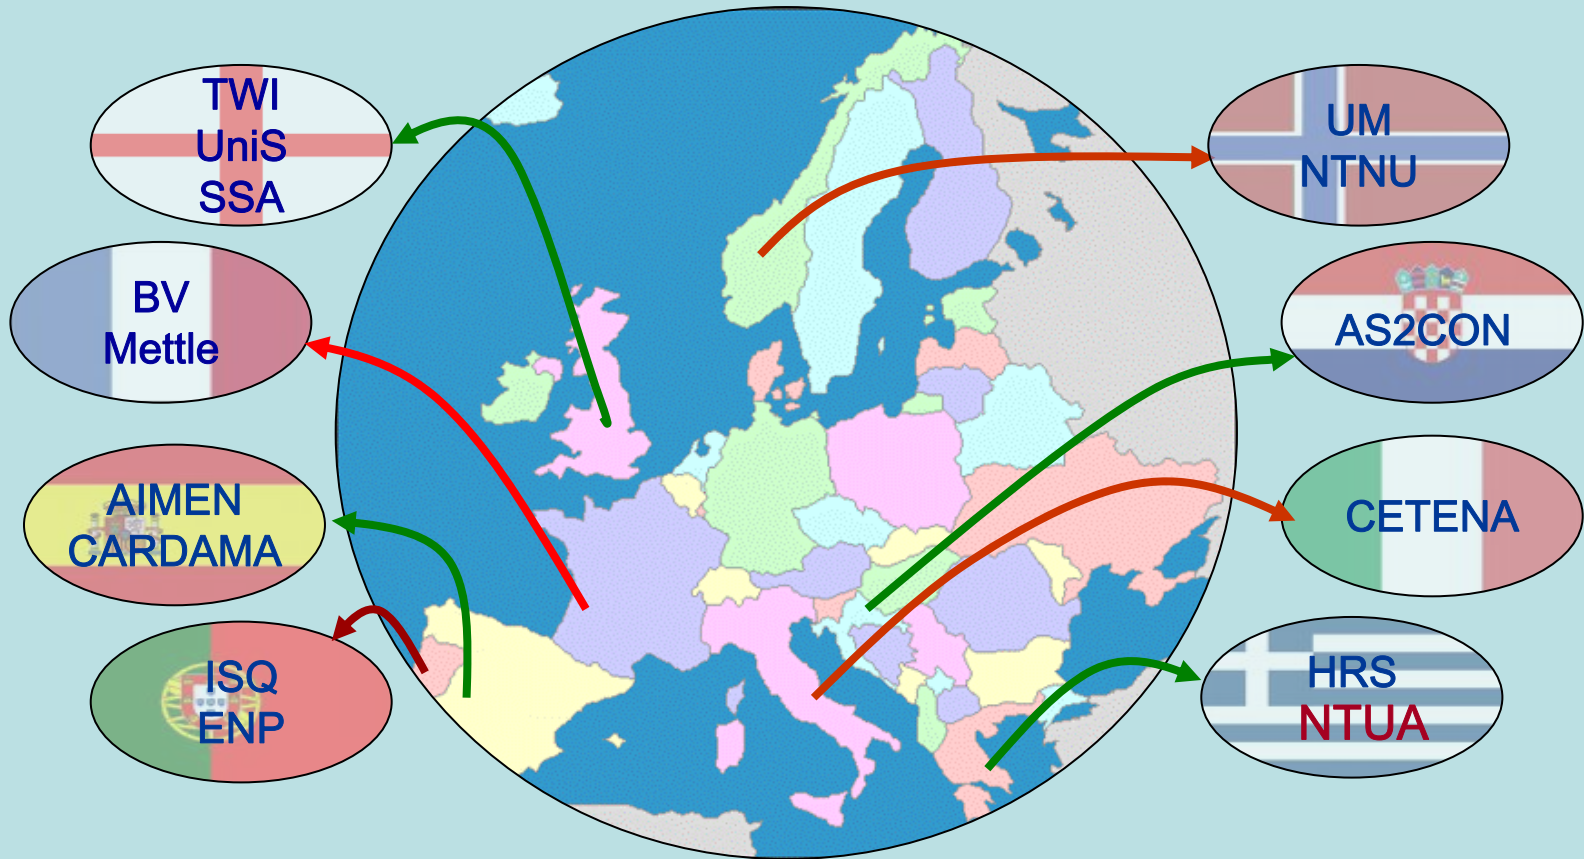 TWI
UniS
SSA
BV
Mettle
AIMEN
CARDAMA
ISQ
ENP
UM
NTNU
AS2CON
CETENA
HRS
NTUA